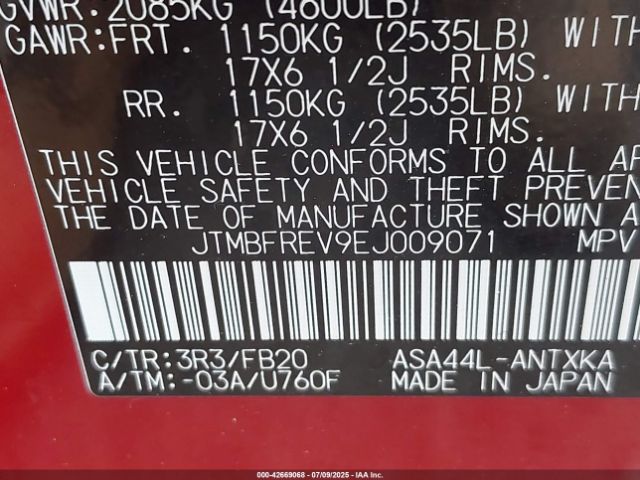 GVWR:2085KG (4600LB)
GAWR:FRT. 1150KG (2535LB) WITH
17X6 1/2J RIMS.
RR. 1150KG (2535LB) WITH
17X6 1/2J RIMS.
THIS VEHICLE CONFORMS TO ALL AP
VEHICLE SAFETY AND THEFT PREVEN
THE DATE OF MANUFACTURE SHOWN A
JTMBFREV9EJ009071 MPV
C/TR:3R3/FB20 ASA44L-ANTXKA
A/TM:-03A/U760F MADE IN JAPAN
000-42669068 | 07/09/2025 - IAA Inc.